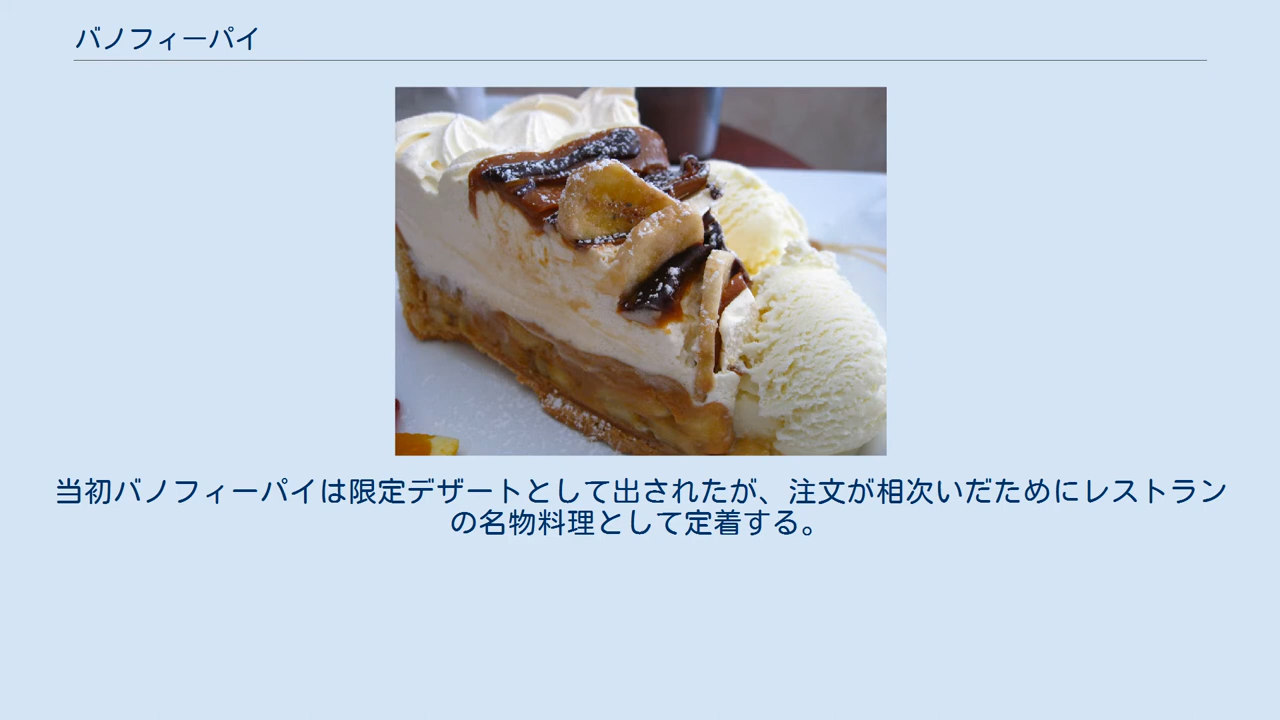 バノフィーパイ
当初バノフィーパイは限定デザートとして出されたが、注文が相次いだためにレストラン
の名物料理として定着する。